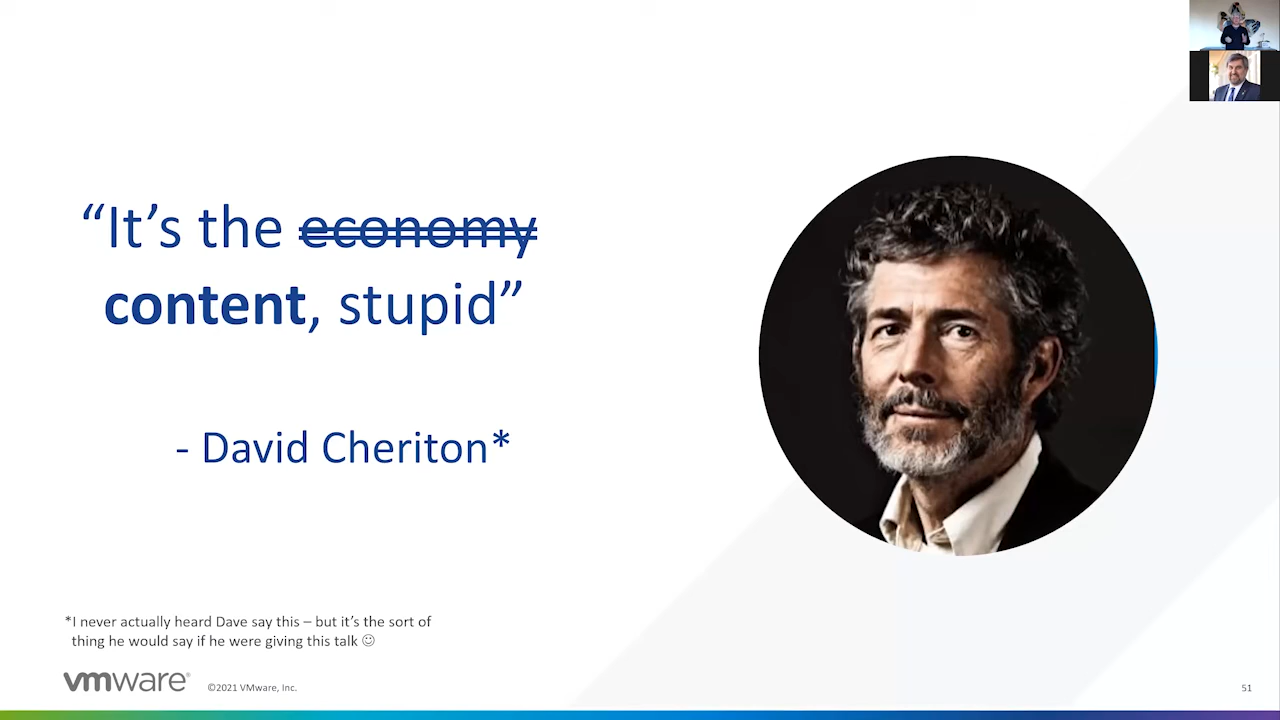 “It’s the economy
content, stupid”
- David Cheriton*
*I never actually heard Dave say this – but it’s the sort of
thing he would say if he were giving this talk ☺
vmware®
©2021 VMware, Inc.
51